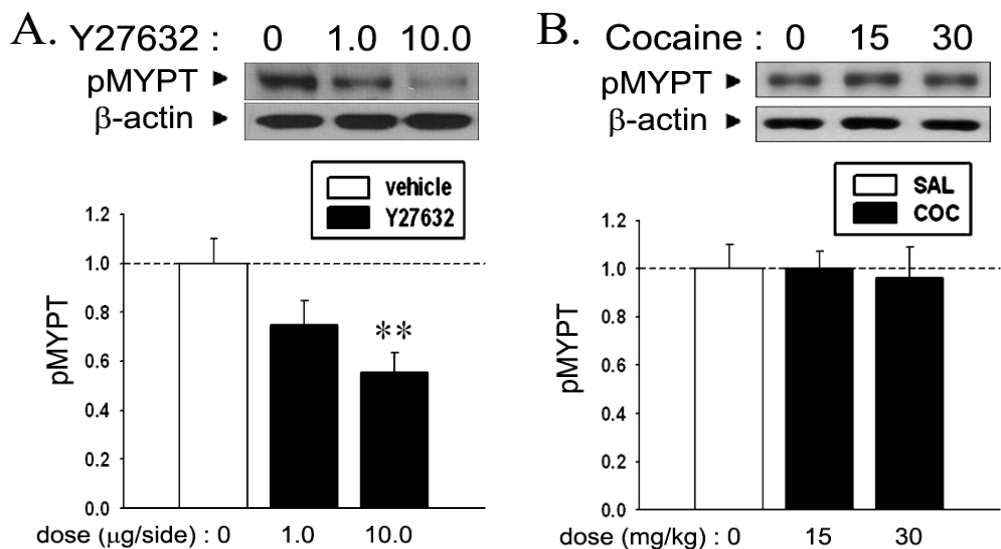 A. Y27632 : 0 1.0 10.0
pMYPT
β-actin
vehicle
Y27632
1.2
1.0
0.8
0.6
0.4
0.2
0.0
pMYPT
**
dose (μg/side) : 0 1.0 10.0
B. Cocaine : 0 15 30
pMYPT
β-actin
SAL
COC
1.2
1.0
0.8
0.6
0.4
0.2
0.0
pMYPT
dose (mg/kg) : 0 15 30